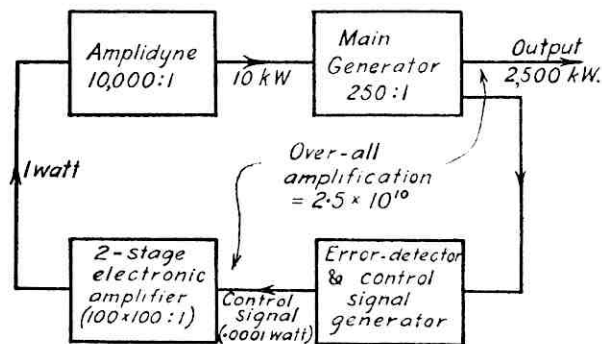 Amplidyne
10,000:1
10 kW
Main
Generator
250:1
Output
2,500 kW.
1 watt
Over-all
amplification
= 2·5 × 10¹⁰
2-stage
electronic
amplifier
(100×100:1)
Control
signal
(·0001 watt)
Error-detector
& control
signal
generator